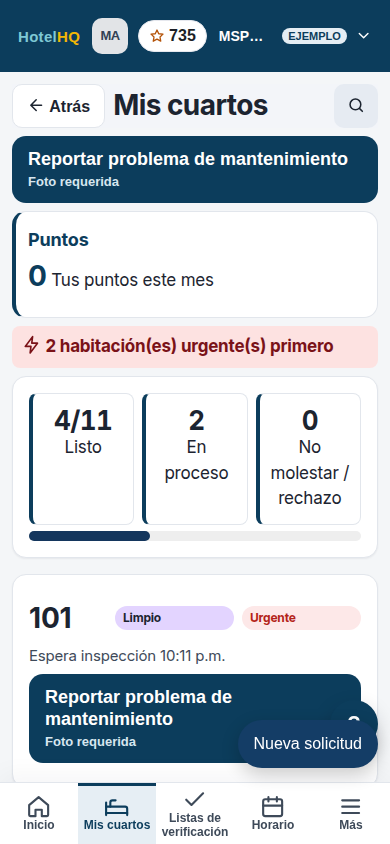 HotelHQ MA 735 MSP... EJEMPLO
Atrás Mis cuartos
Reportar problema de mantenimiento
Foto requerida
Puntos
0 Tus puntos este mes
2 habitación(es) urgente(s) primero
4/11
Listo
2
En
proceso
0
No
molestar /
rechazo
101 Limpio Urgente
Espera inspección 10:11 p.m.
Reportar problema de
mantenimiento
Foto requerida
Nueva solicitud
Inicio
Mis cuartos
Listas de
verificación
Horario
Más